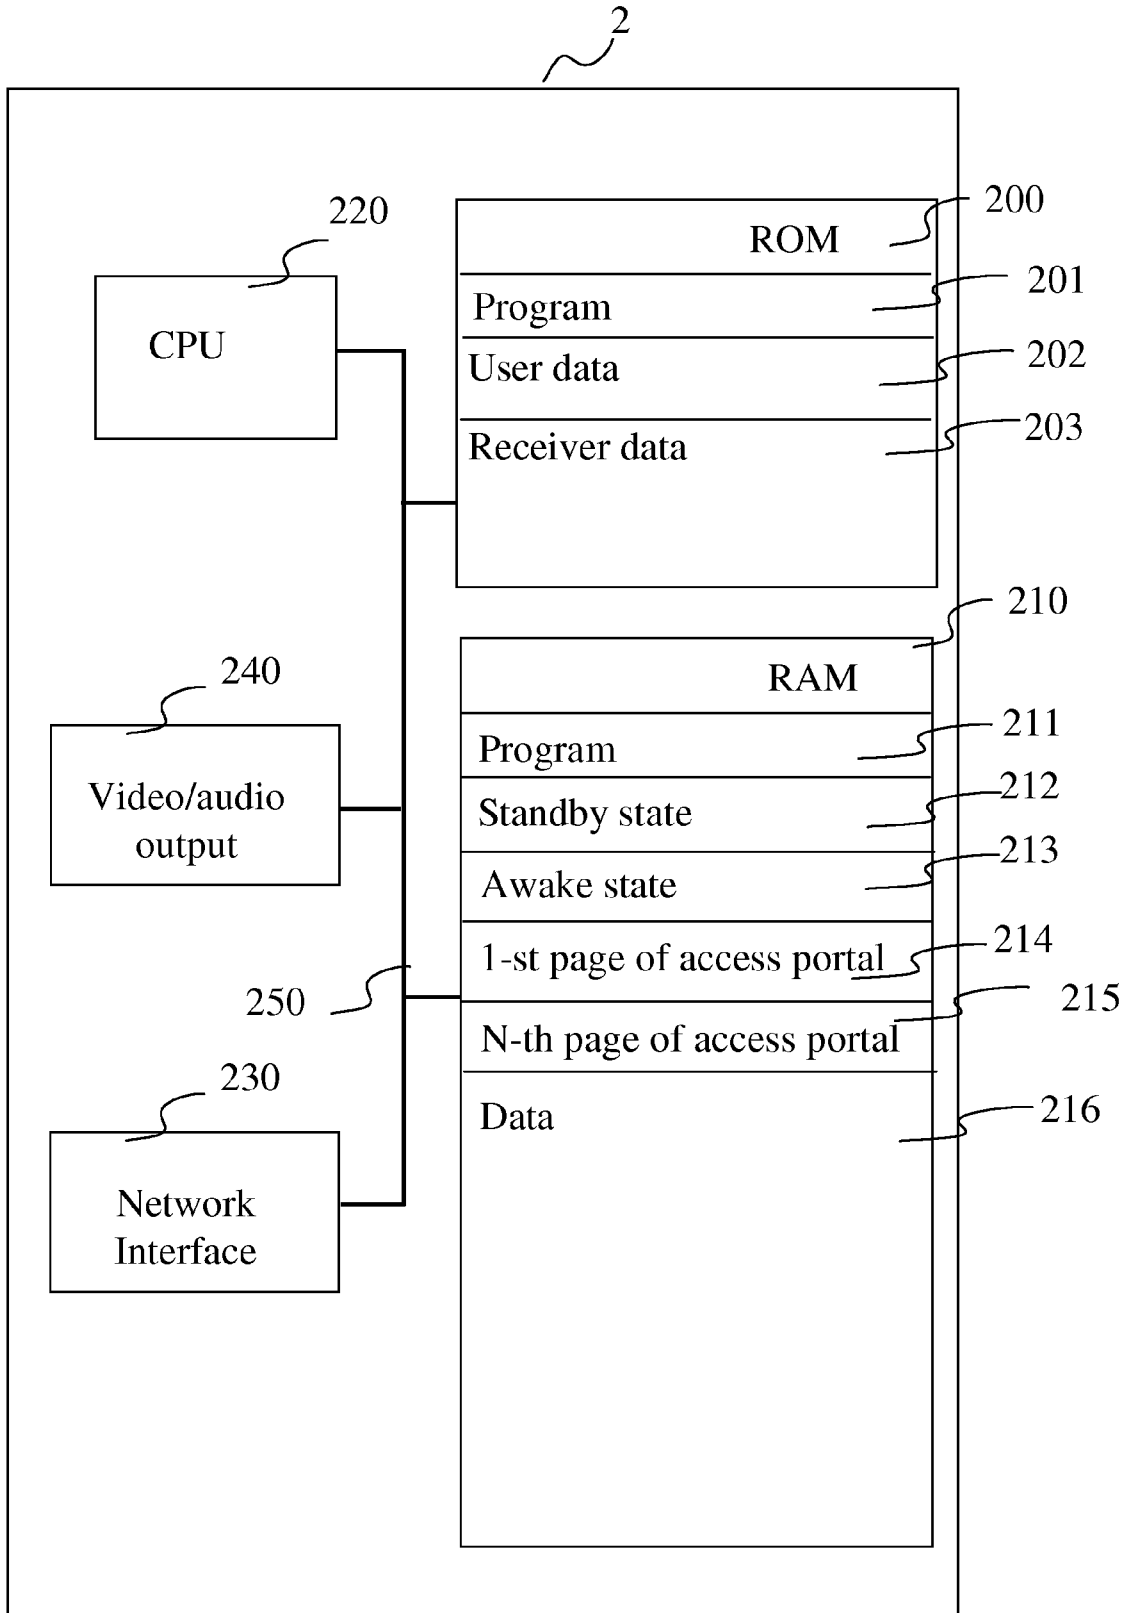 2
220
CPU
200
ROM
201
Program
202
User data
203
Receiver data
210
RAM
211
Program
212
Standby state
213
Awake state
214
1-st page of access portal
215
N-th page of access portal
216
Data
240
Video/audio
output
250
230
Network
Interface